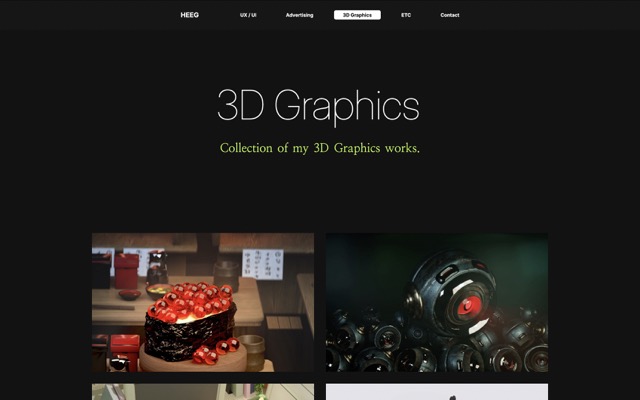 HEEG
UX / UI
Advertising
3D Graphics
ETC
Contact
3D Graphics
Collection of my 3D Graphics works.